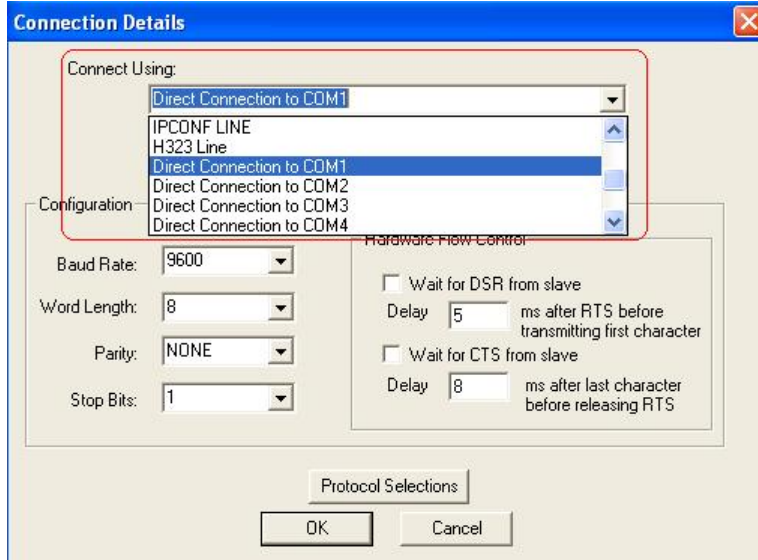 Connection Details
Connect Using:
Direct Connection to COM1
IPCONF LINE
H323 Line
Direct Connection to COM1
Direct Connection to COM2
Direct Connection to COM3
Direct Connection to COM4
Configuration
Baud Rate: 9600
Word Length: 8
Parity: NONE
Stop Bits: 1
Hardware Flow Control
Wait for DSR from slave
Delay 5 ms after RTS before
transmitting first character
Wait for CTS from slave
Delay 8 ms after last character
before releasing RTS
Protocol Selections
OK Cancel